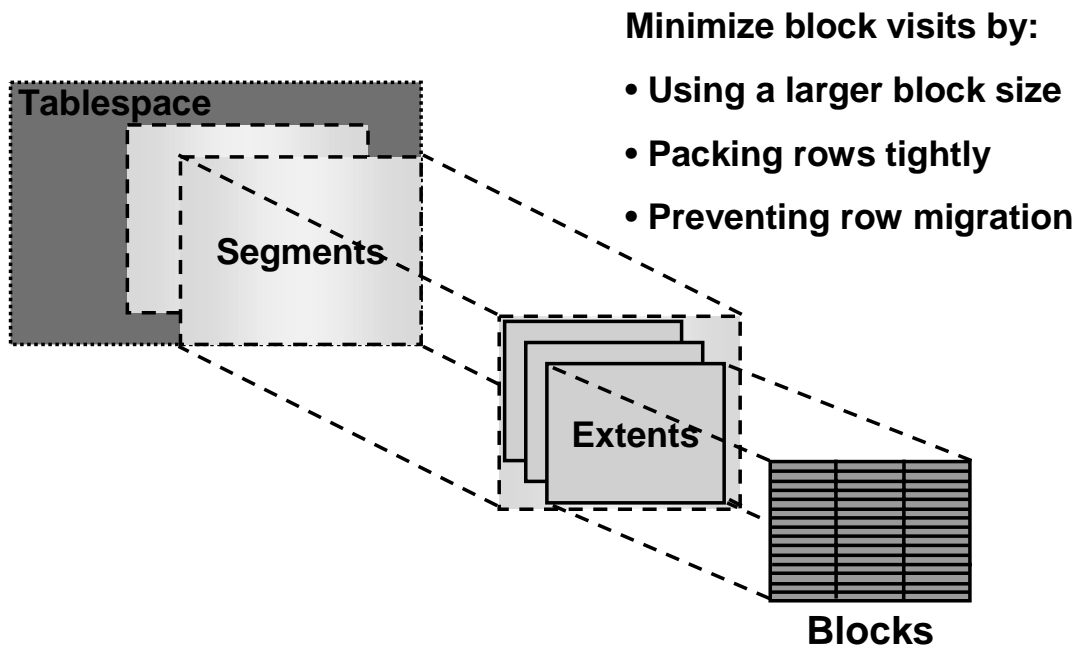 Minimize block visits by:
• Using a larger block size
• Packing rows tightly
• Preventing row migration
Tablespace
Segments
Extents
Blocks